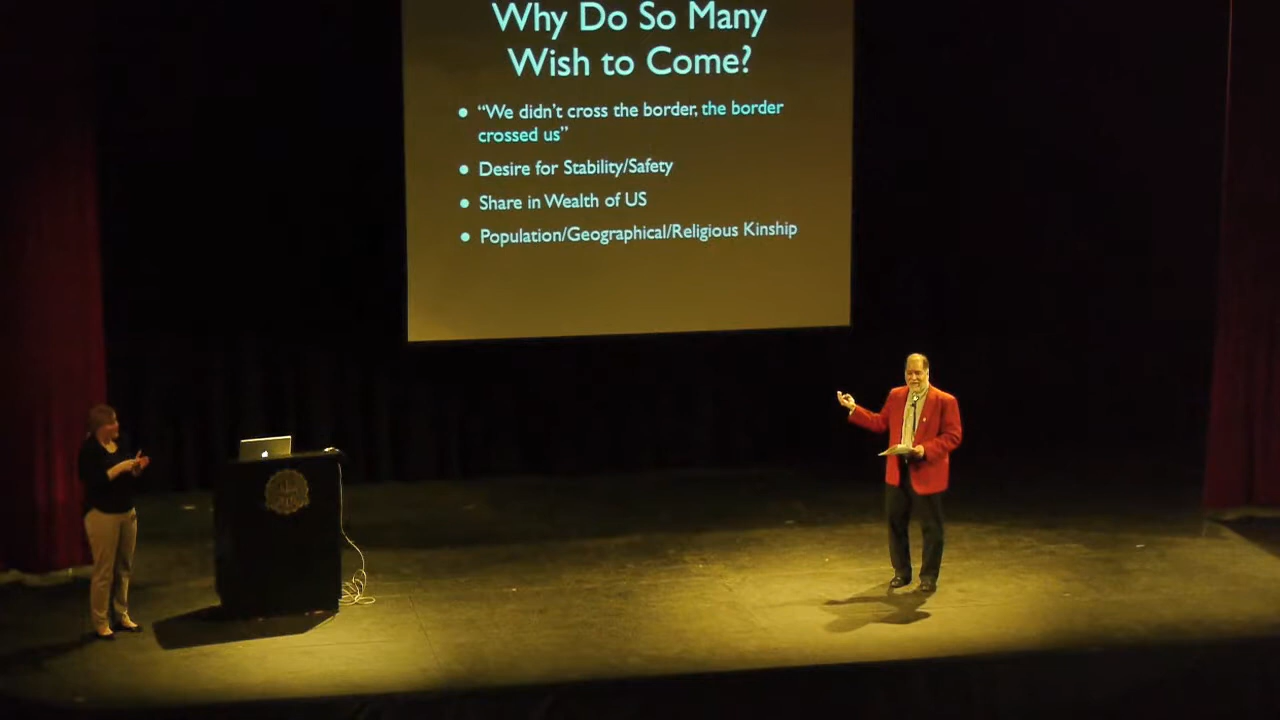 Why Do So Many
Wish to Come?
• “We didn’t cross the border, the border
crossed us”
• Desire for Stability/Safety
• Share in Wealth of US
• Population/Geographical/Religious Kinship